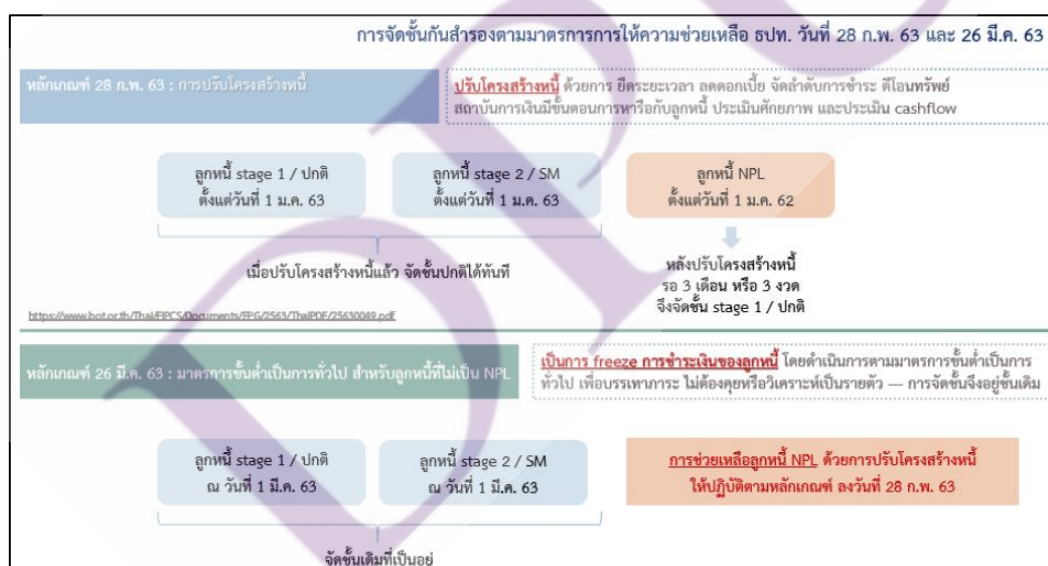 การจัดชั้นกันสำรองตามมาตรการการให้ความช่วยเหลือ ธปท. วันที่ 28 ก.พ. 63 และ 26 มี.ค. 63
หลักเกณฑ์ 28 ก.พ. 63 : การปรับโครงสร้างหนี้
ปรับโครงสร้างหนี้ ด้วยการ ยืดระยะเวลา ลดดอกเบี้ย จัดลำดับการชำระ ตีโอนทรัพย์
สถาบันการเงินมีขั้นตอนการหารือกับลูกหนี้ ประเมินศักยภาพ และประเมิน cashflow
ลูกหนี้ stage 1 / ปกติ
ตั้งแต่วันที่ 1 ม.ค. 63
ลูกหนี้ stage 2 / SM
ตั้งแต่วันที่ 1 ม.ค. 63
ลูกหนี้ NPL
ตั้งแต่วันที่ 1 ม.ค. 62
เมื่อปรับโครงสร้างหนี้แล้ว จัดชั้นปกติได้ทันที
หลังปรับโครงสร้างหนี้
รอ 3 เดือน หรือ 3 งวด
จึงจัดชั้น stage 1 / ปกติ
https://www.bot.or.th/Thai/FIPCS/Documents/FPG/2563/ThaiPDF/25630049.pdf
หลักเกณฑ์ 26 มี.ค. 63 : มาตรการขั้นต่ำเป็นการทั่วไป สำหรับลูกหนี้ที่ไม่เป็น NPL
เป็นการ freeze การชำระเงินของลูกหนี้ โดยดำเนินการตามมาตรการขั้นต่ำเป็นการ
ทั่วไป เพื่อบรรเทาภาระ ไม่ต้องคุยหรือวิเคราะห์เป็นรายตัว — การจัดชั้นจึงอยู่ชั้นเดิม
ลูกหนี้ stage 1 / ปกติ
ณ วันที่ 1 มี.ค. 63
ลูกหนี้ stage 2 / SM
ณ วันที่ 1 มี.ค. 63
การช่วยเหลือลูกหนี้ NPL ด้วยการปรับโครงสร้างหนี้
ให้ปฏิบัติตามหลักเกณฑ์ ลงวันที่ 28 ก.พ. 63
จัดชั้นเดิมที่เป็นอยู่